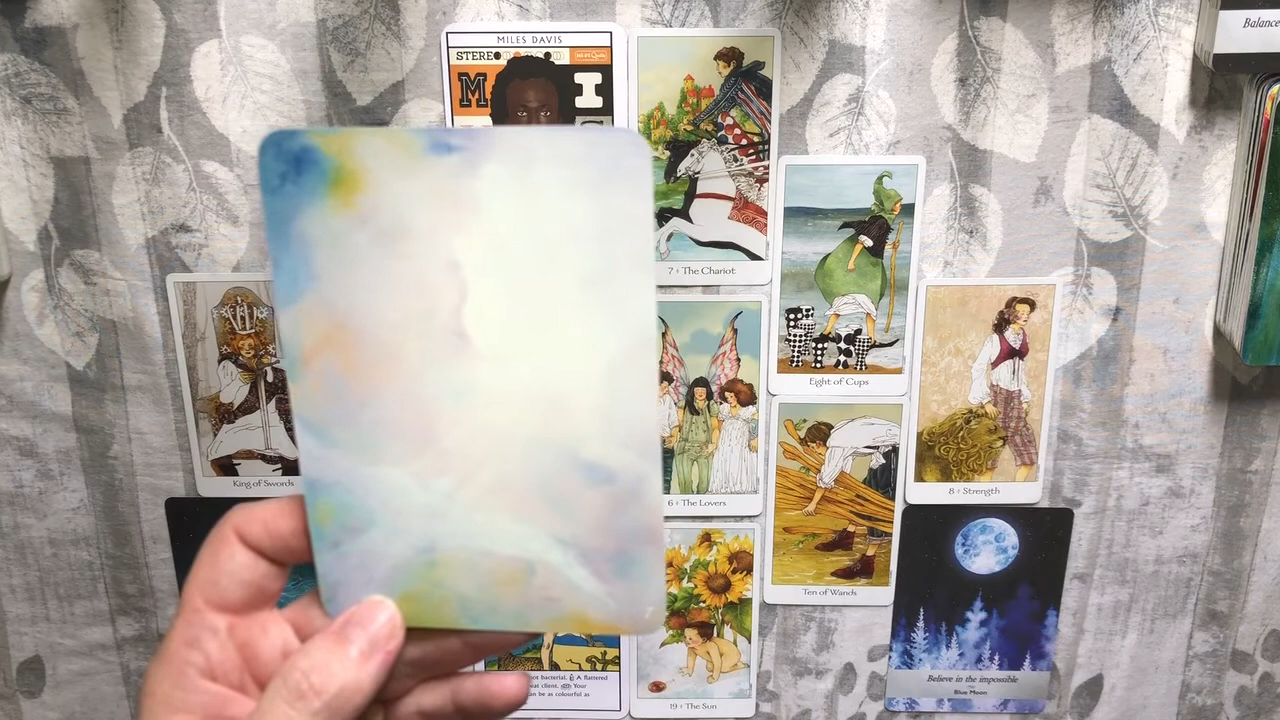 MILES DAVIS
STEREO
M I
7 The Chariot
Balance
Eight of Cups
King of Swords
6 The Lovers
8 Strength
Ten of Wands
not bacterial. A flattered
eat client. Your
n be as colourful as
19 The Sun
Believe in the impossible
Blue Moon